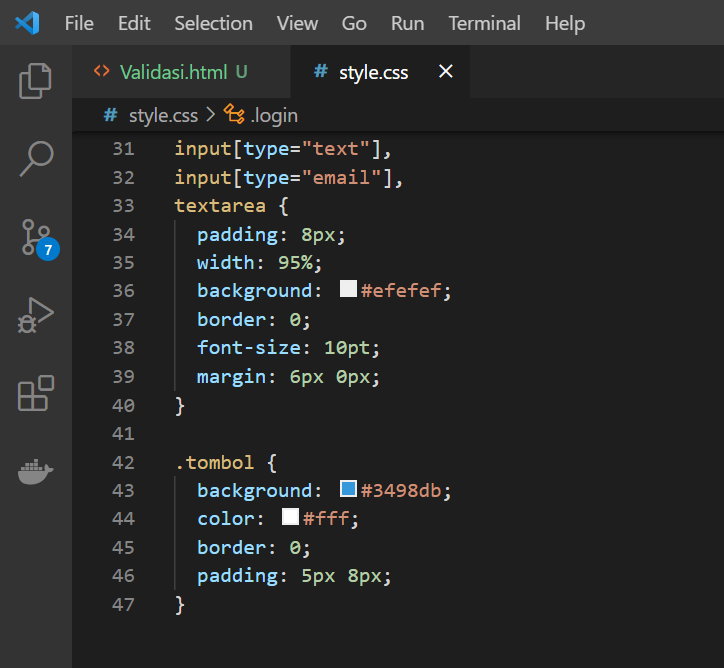 File Edit Selection View Go Run Terminal Help
<> Validasi.html U # style.css ×
# style.css > .login
31 input[type="text"],
32 input[type="email"],
33 textarea {
34 padding: 8px;
35 width: 95%;
36 background: #efefef;
37 border: 0;
38 font-size: 10pt;
39 margin: 6px 0px;
40 }
41
42 .tombol {
43 background: #3498db;
44 color: #fff;
45 border: 0;
46 padding: 5px 8px;
47 }
7